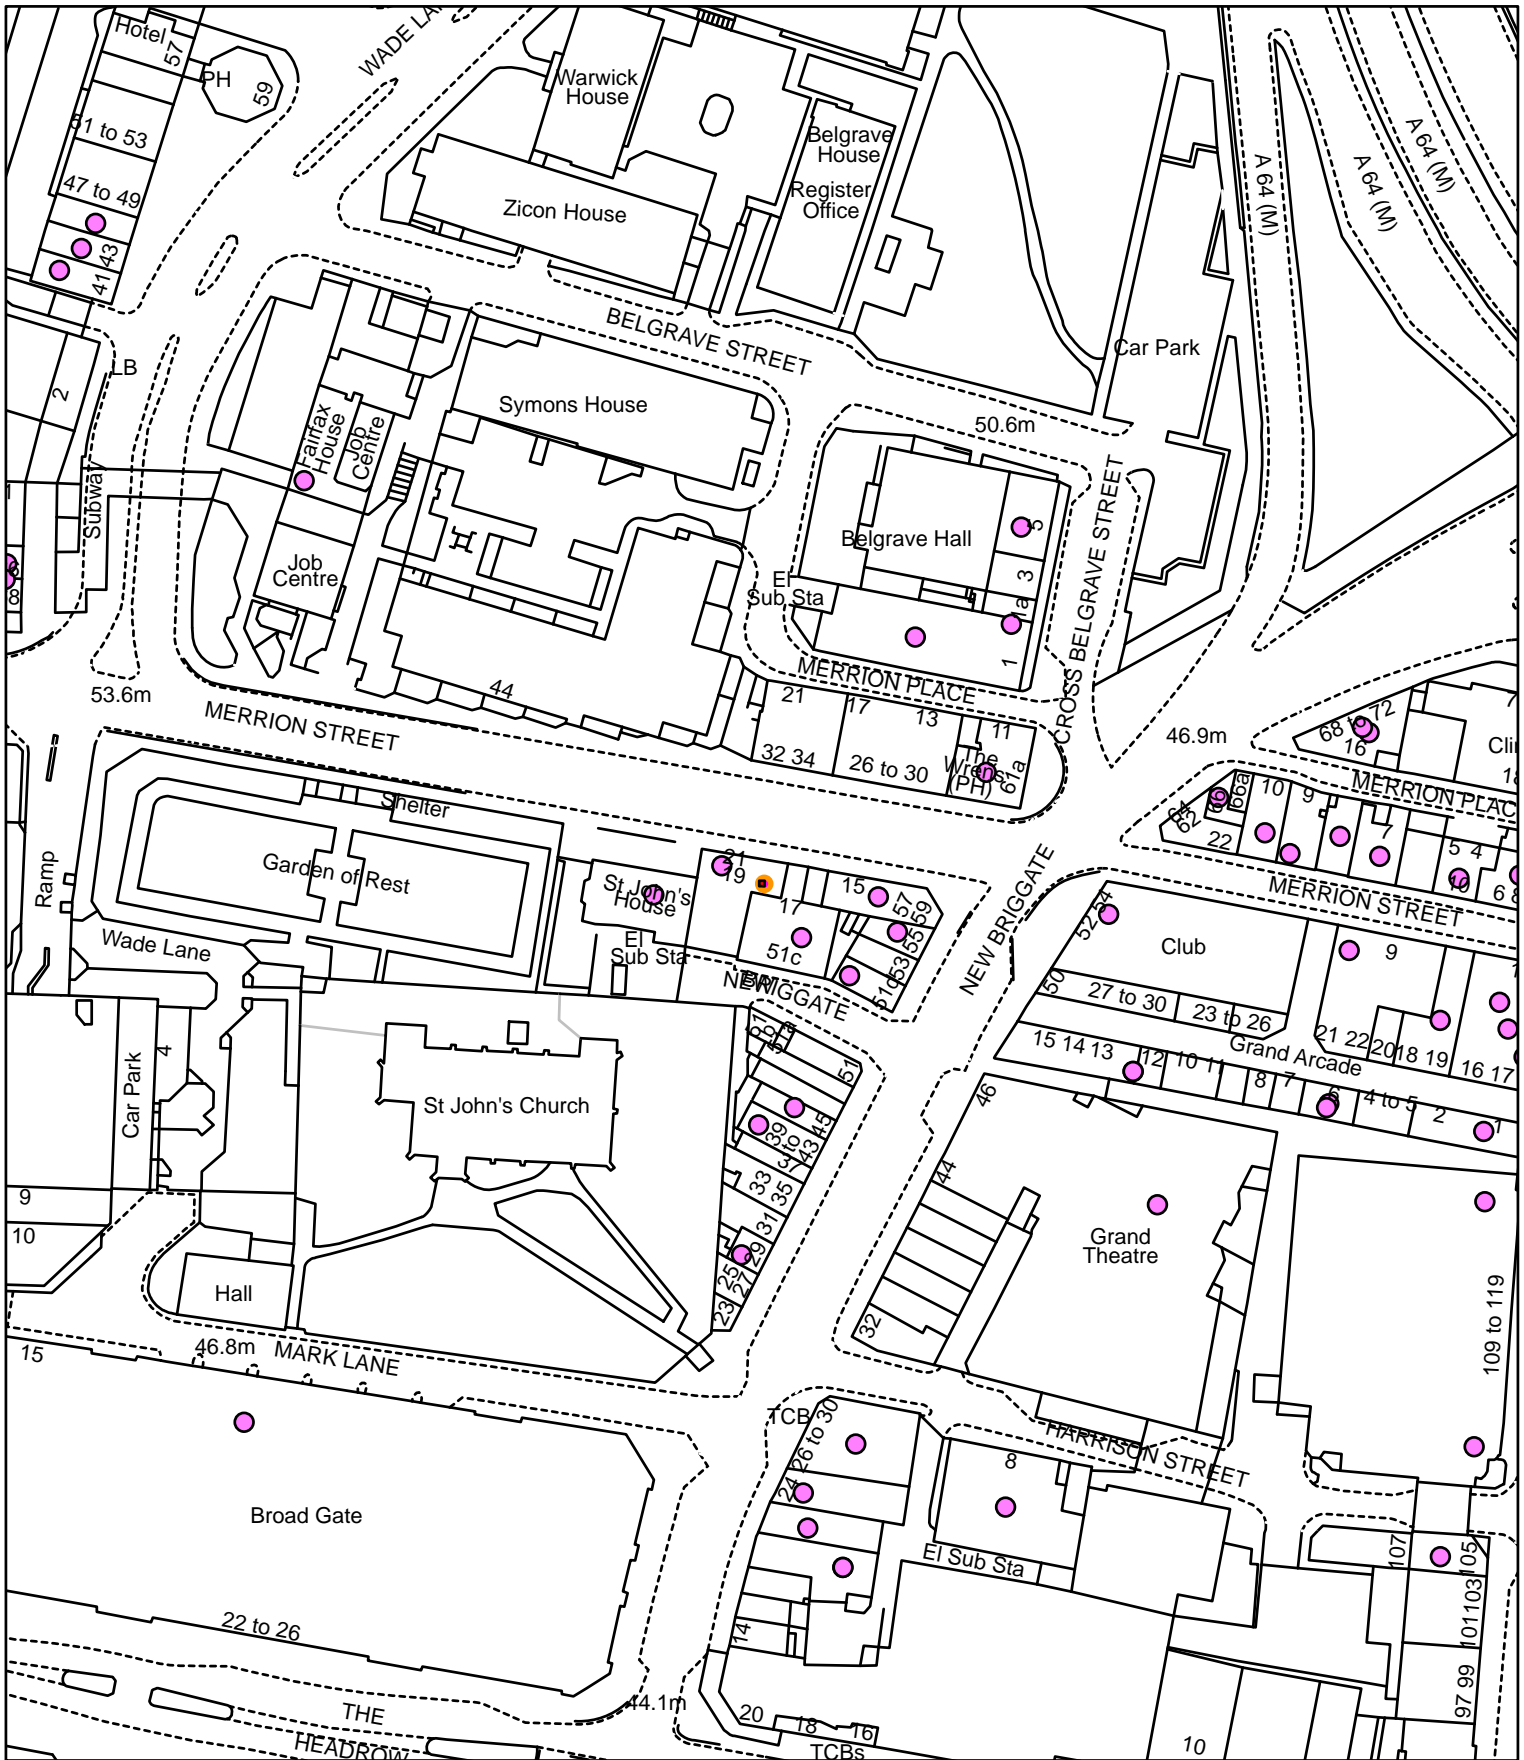 Hotel
57
PH
59
51 to 53
47 to 49
43
41
Warwick
House
Belgrave
House
Register
Office
Zicon House
A 64 (M)
A 64 (M)
A 64 (M)
BELGRAVE STREET
Car Park
LB
2
Symons House
Fairfax
House
Job
Centre
50.6m
Subway
Job
Centre
8
Belgrave Hall
5
3
1a
1
El
Sub Sta
CROSS BELGRAVE STREET
MERRION PLACE
53.6m
44
MERRION STREET
21
17
13
11
32 34
26 to 30
The
Wrens
(PH)
61a
46.9m
68 to 72
16
MERRION PLAC
Shelter
Garden of Rest
Ramp
Wade Lane
St John's
House
El
Sub Sta
21
19
17
15
57
59
55
53
51d
51c
NEW BRIGGATE
NEW BRIGGATE
64
62
66
66a
22
10
9
7
5 4
10
6 8
MERRION STREET
52 54
50
Club
9
27 to 30
23 to 26
21 22
20
18 19
16 17
Grand Arcade
15 14 13
12
10 11
8
7
6
4 to 5
2
1
Car Park
4
St John's Church
51
45
43
39
37
35
33
31
29
27
25
23
46
44
32
Grand
Theatre
109 to 119
9
10
Hall
15
46.8m
MARK LANE
TCB
26 to 30
24
8
HARRISON STREET
Broad Gate
22 to 26
El Sub Sta
107
105
103
101
97 99
14
THE
HEADROW
44.1m
20
18
16
TCBs
10